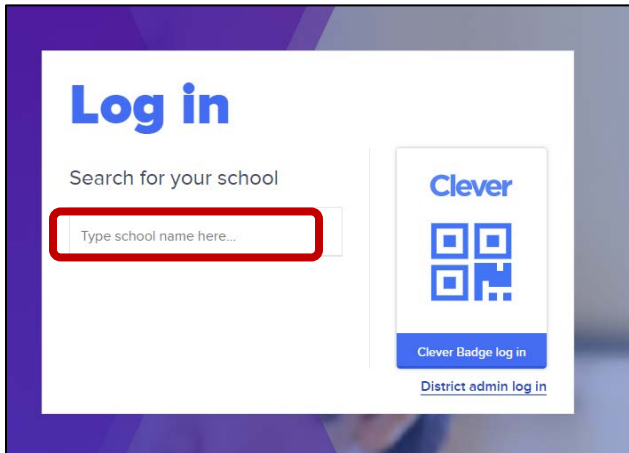 Log in
Search for your school
Type school name here...
Clever
Clever Badge log in
District admin log in